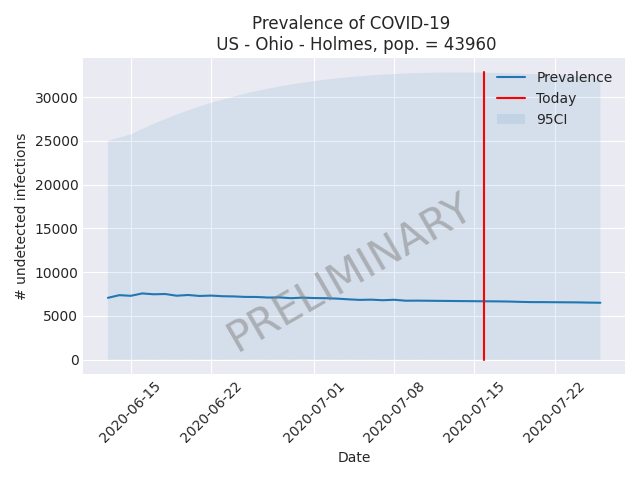 Prevalence of COVID-19
US - Ohio - Holmes, pop. = 43960
Prevalence
Today
95CI
# undetected infections
30000
25000
20000
15000
10000
5000
0
PRELIMINARY
2020-06-15
2020-06-22
2020-07-01
2020-07-08
2020-07-15
2020-07-22
Date